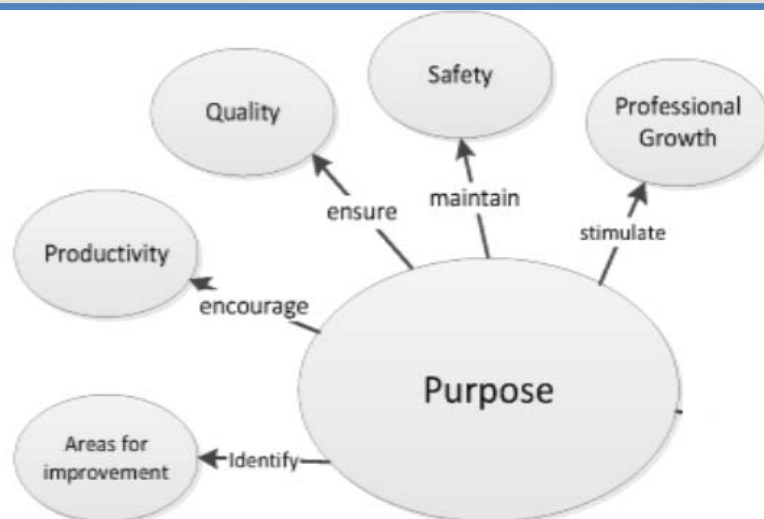 Safety
Quality
Professional
Growth
maintain
ensure
stimulate
Productivity
encourage
Purpose
Areas for
improvement
Identify